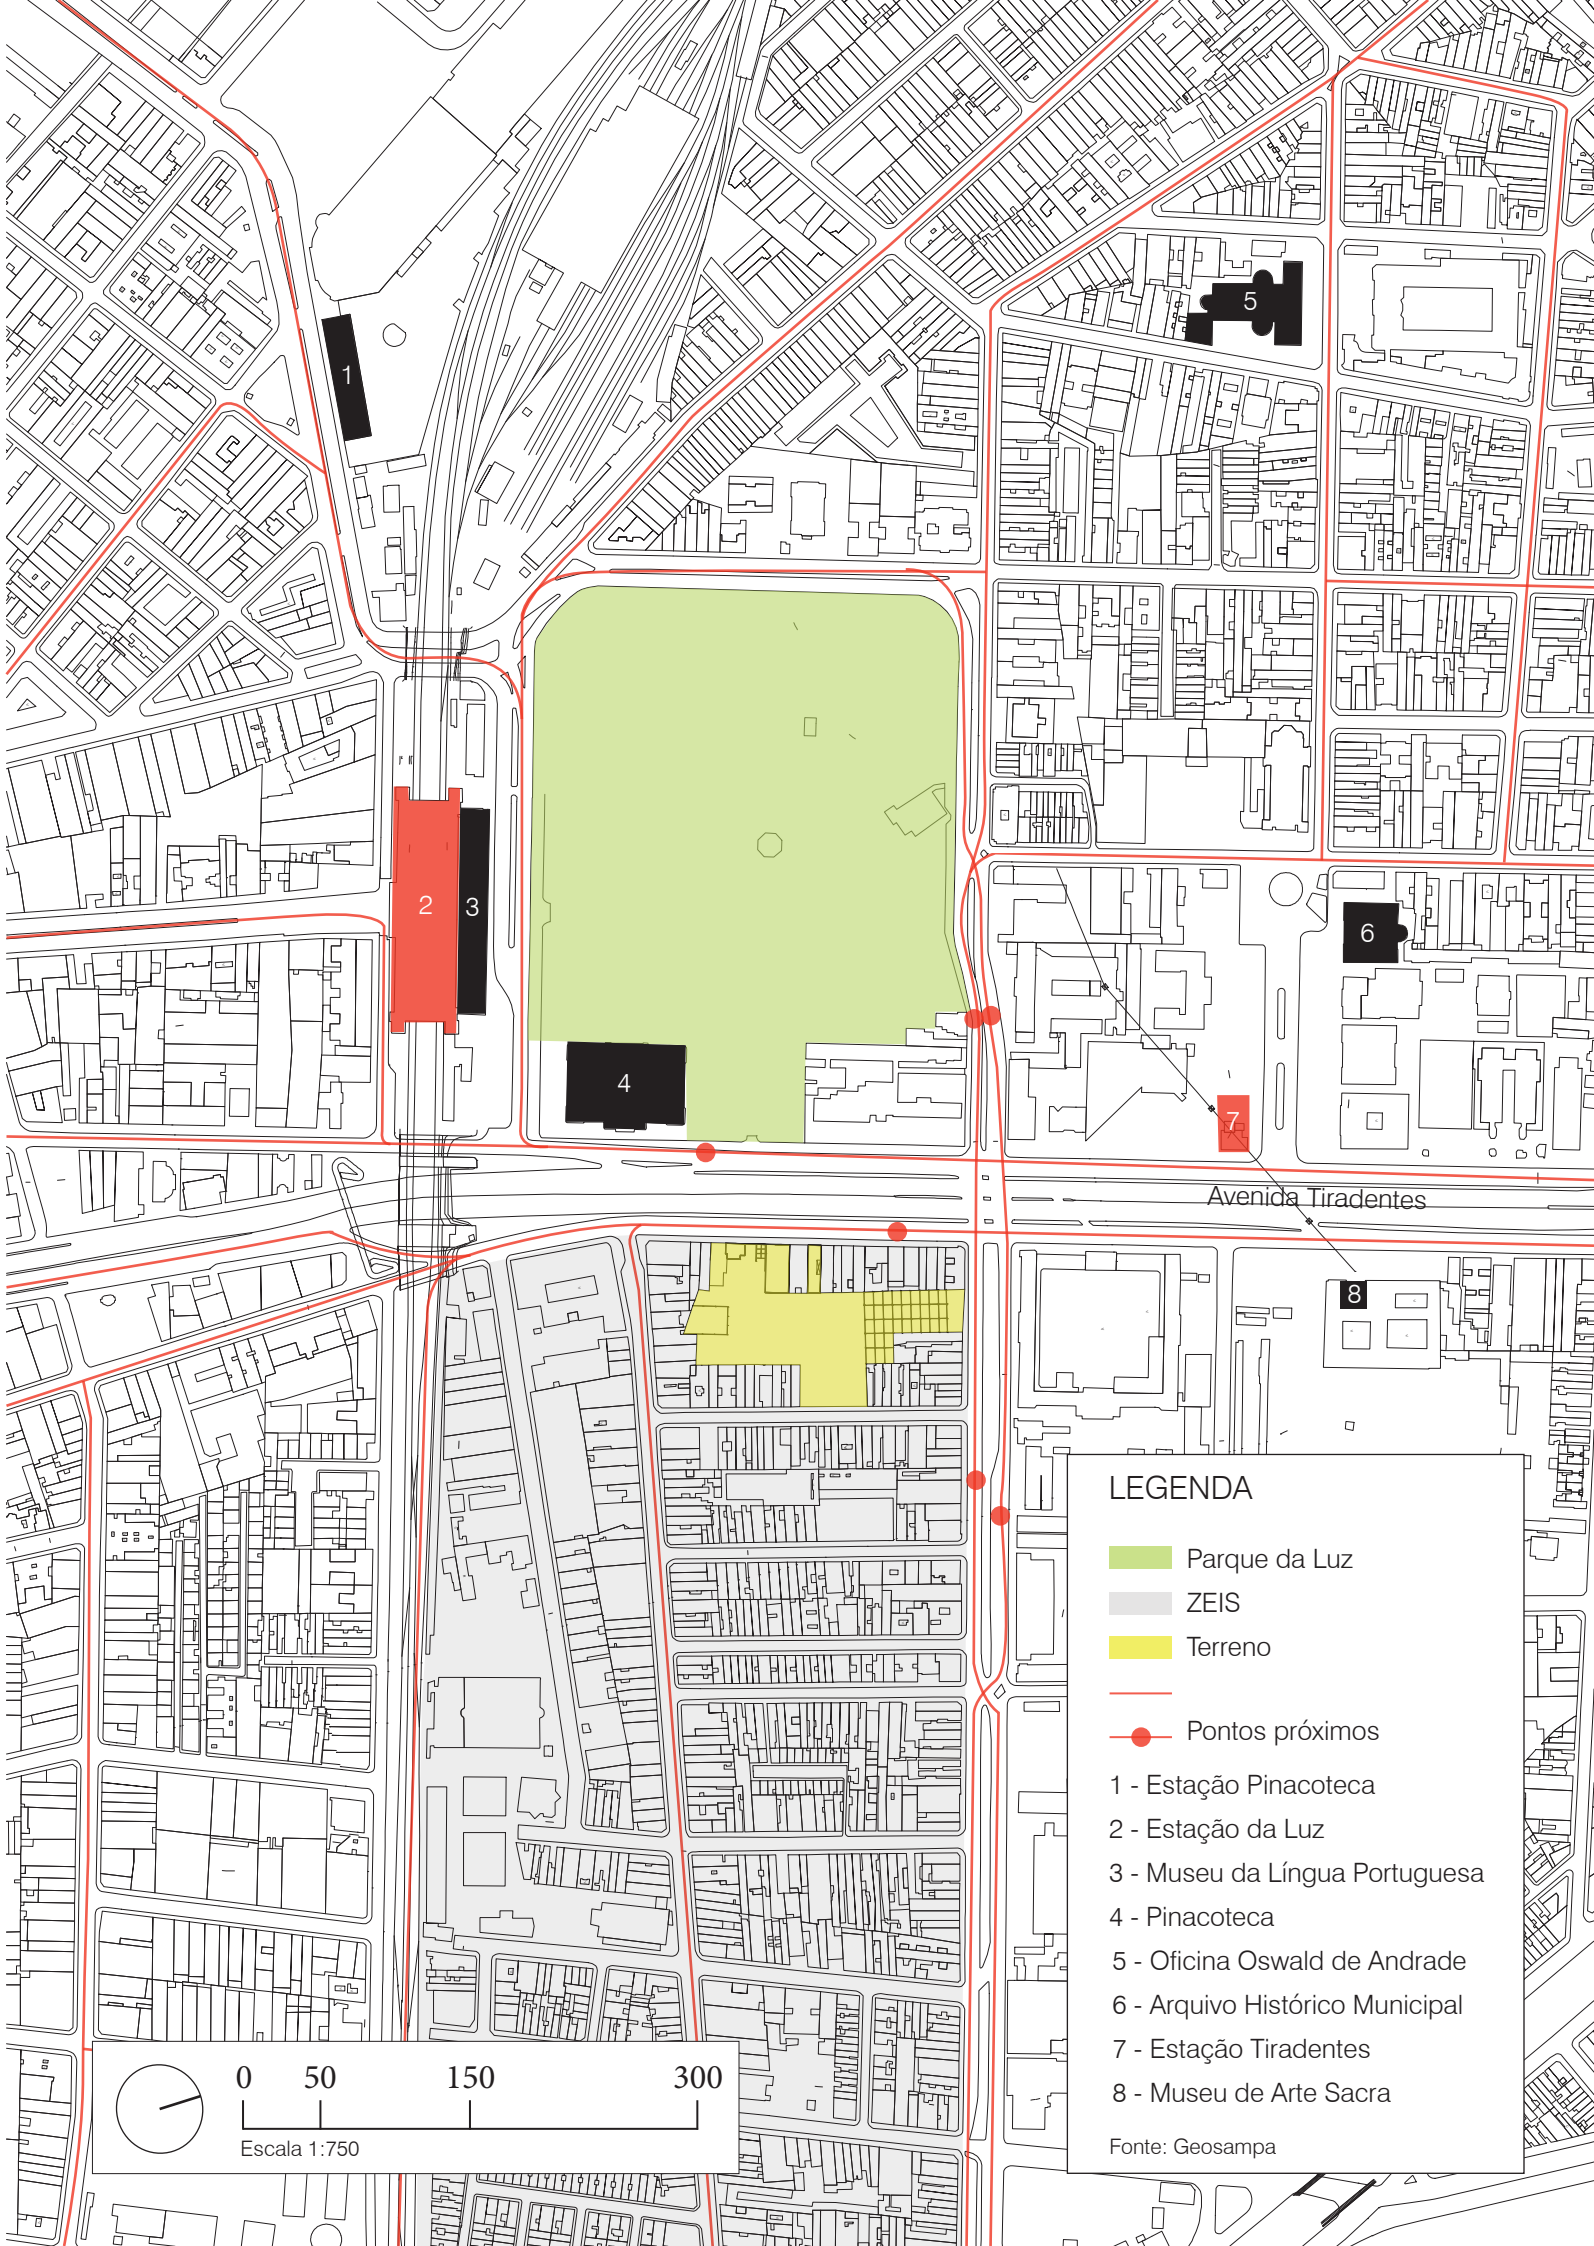 1
5
2
3
6
4
7
Avenida Tiradentes
8
LEGENDA
Parque da Luz
ZEIS
Terreno
Pontos próximos
1 - Estação Pinacoteca
2 - Estação da Luz
3 - Museu da Língua Portuguesa
4 - Pinacoteca
5 - Oficina Oswald de Andrade
6 - Arquivo Histórico Municipal
7 - Estação Tiradentes
8 - Museu de Arte Sacra
Fonte: Geosampa
0 50 150 300
Escala 1:750